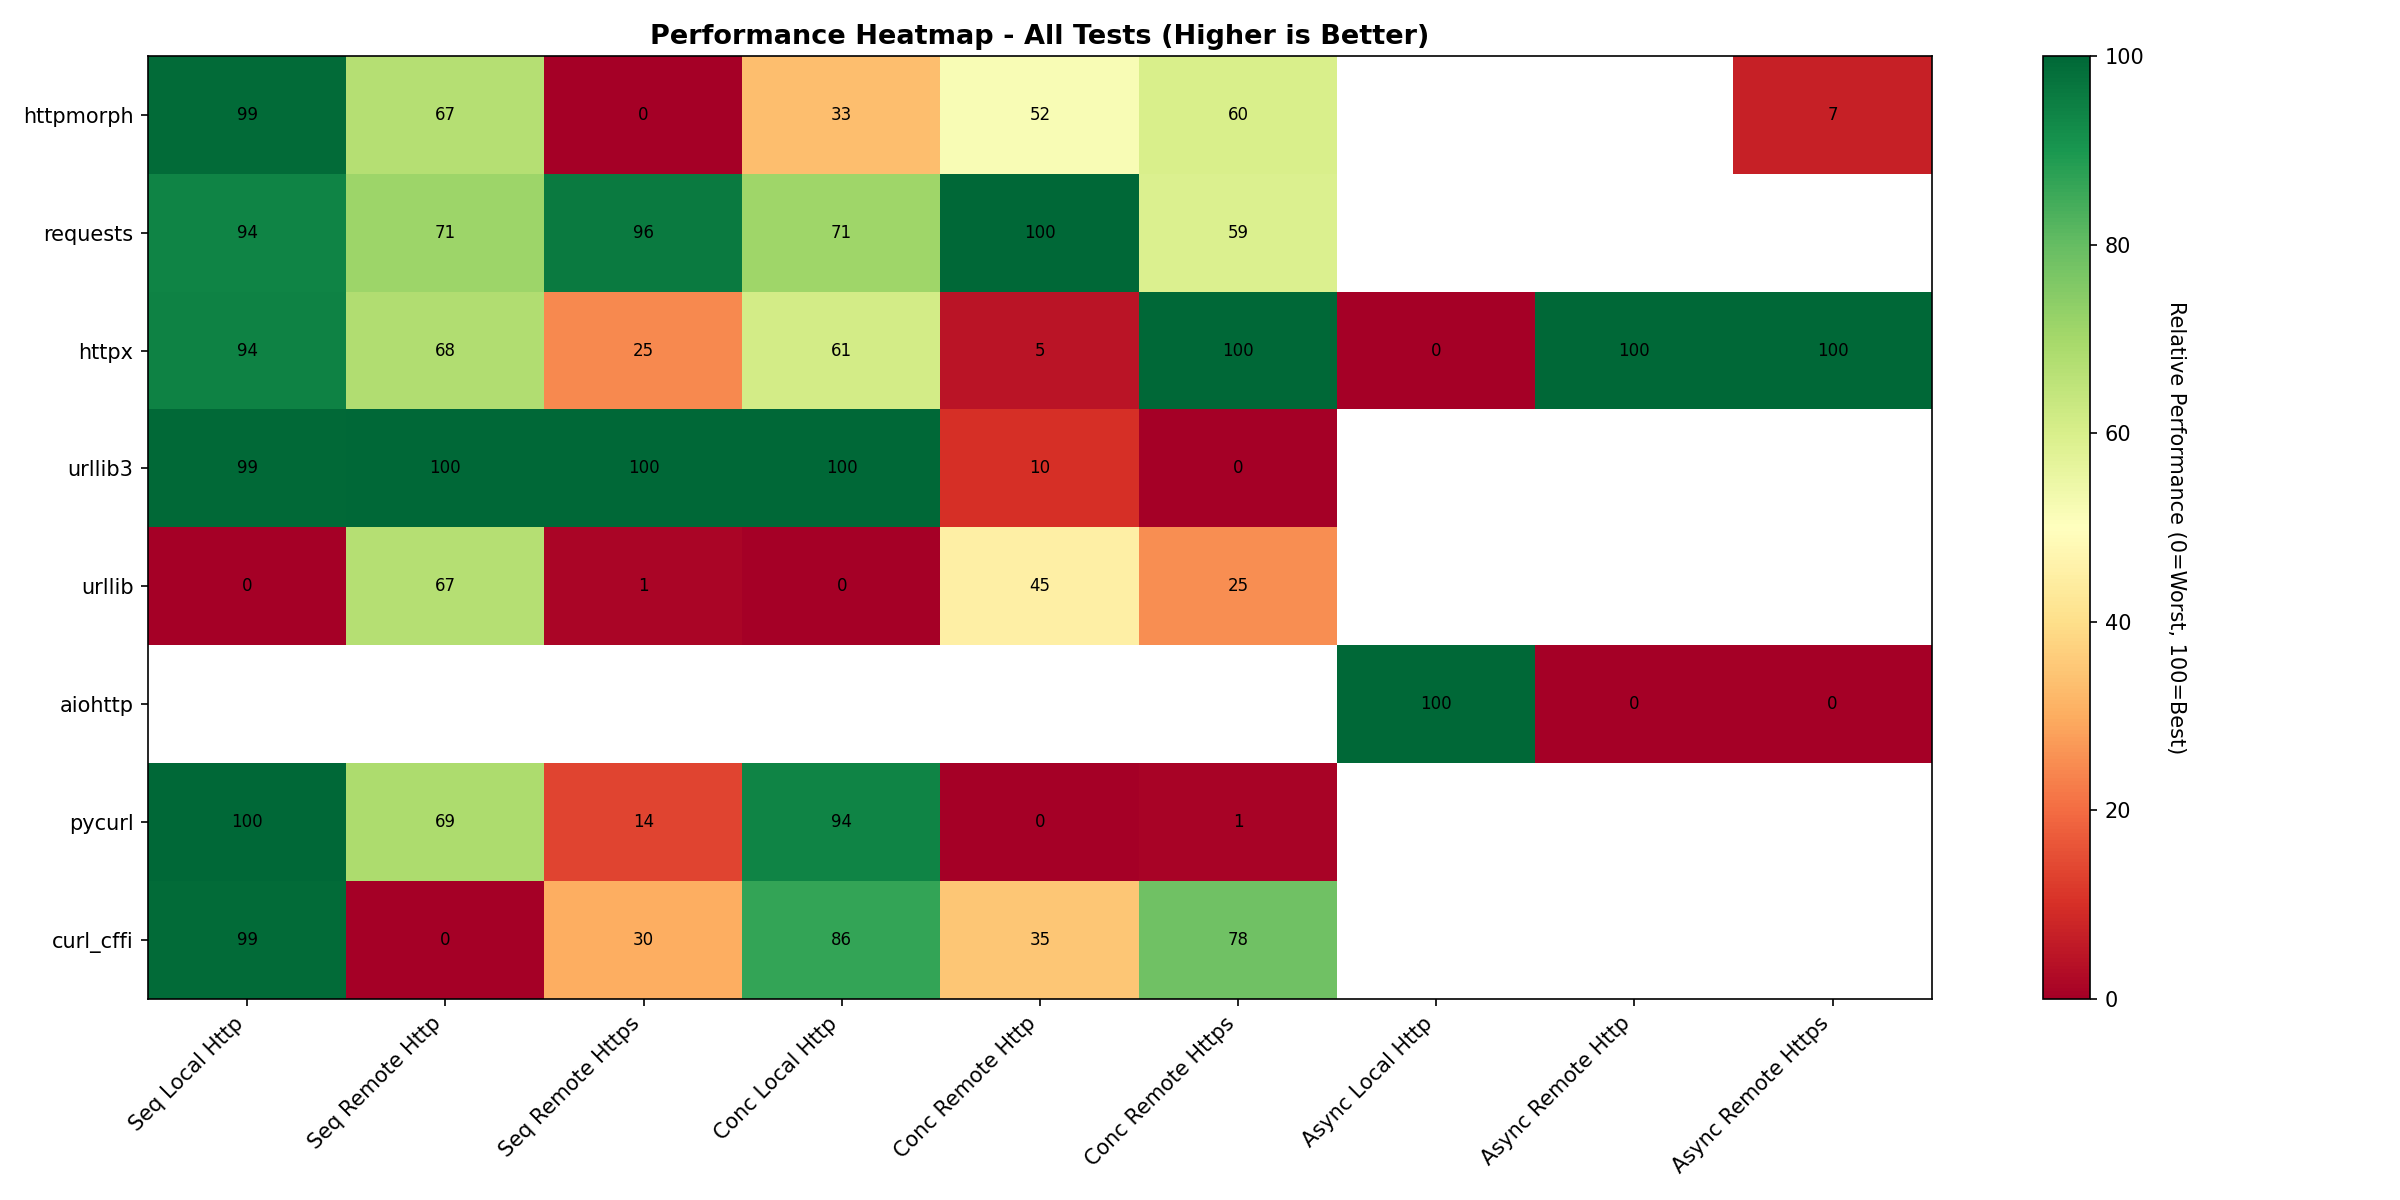 Performance Heatmap - All Tests (Higher is Better)
httpmorph 99 67 0 33 52 60 7
requests 94 71 96 71 100 59
httpx 94 68 25 61 5 100 0 100 100
urllib3 99 100 100 100 10 0
urllib 0 67 1 0 45 25
aiohttp 100 0 0
pycurl 100 69 14 94 0 1
curl_cffi 99 0 30 86 35 78
Seq Local Http
Seq Remote Http
Seq Remote Https
Conc Local Http
Conc Remote Http
Conc Remote Https
Async Local Http
Async Remote Http
Async Remote Https
100
80
60
40
20
0
Relative Performance (0=Worst, 100=Best)